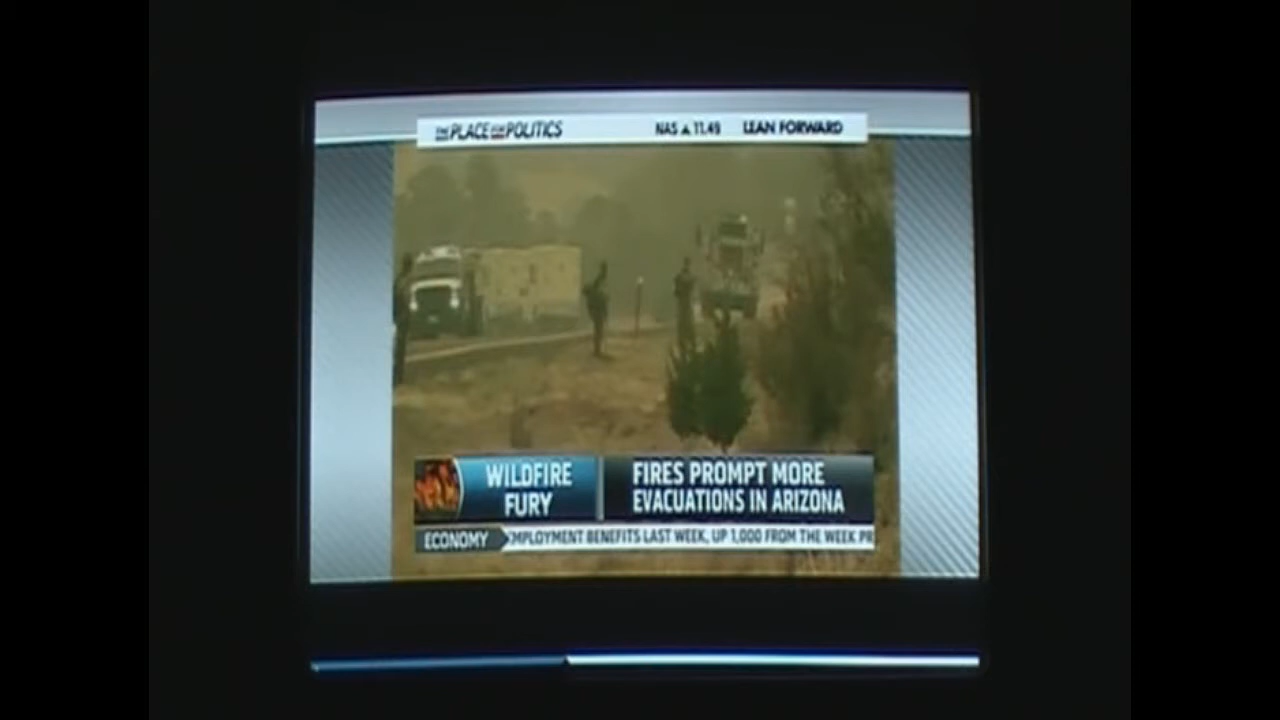 THE PLACE FOR POLITICS
NAS ▲ 11.49 LEAN FORWARD
WILDFIRE
FURY
FIRES PROMPT MORE
EVACUATIONS IN ARIZONA
ECONOMY
EMPLOYMENT BENEFITS LAST WEEK, UP 1,000 FROM THE WEEK PR